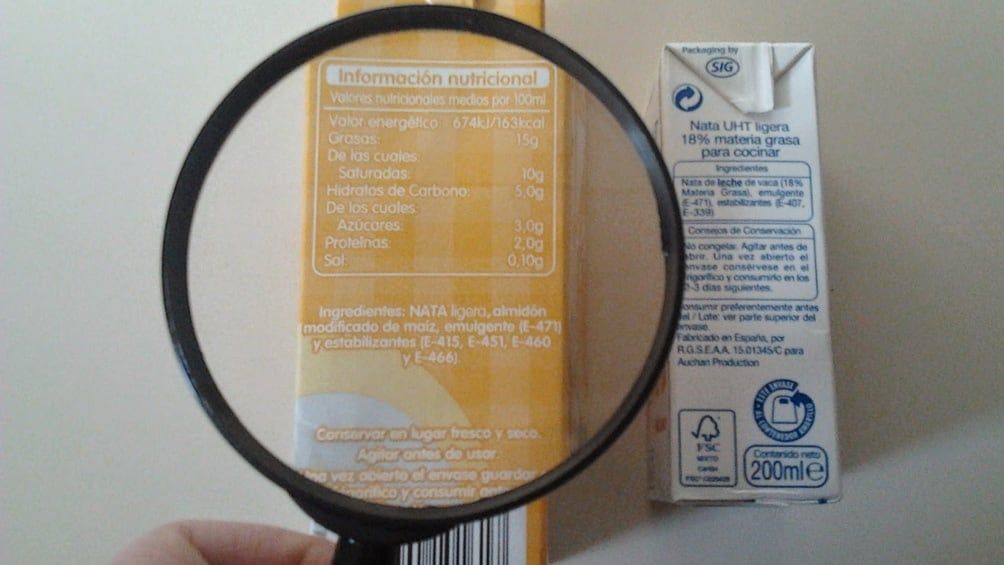 Información nutricional
Valores nutricionales medios por 100ml
Valor energético: 674kJ/163kcal
Grasas: 15g
De las cuales:
Saturadas: 10g
Hidratos de Carbono: 5,0g
De los cuales:
Azúcares: 3,0g
Proteínas: 2,0g
Sal: 0,10g
Ingredientes: NATA ligera, almidón
modificado de maíz, emulgente (E-471)
y estabilizantes (E-415, E-451, E-460
y E-466).
Conservar en lugar fresco y seco.
Agitar antes de usar.
vez abierto el envase guardar
y consumir
Packaging by
SIG
Nata UHT ligera
18% materia grasa
para cocinar
Ingredientes
Nata de leche de vaca (18%
Materia Grasa), emulgente
(E-471), estabilizantes (E-407,
E-339)
Consejos de Conservación
No congelar. Agitar antes de
abrir. Una vez abierto el
envase consérvese en el
frigorífico y consumirlo en los
2-3 días siguientes.
Consumir preferentemente antes
del / Lote: ver parte superior del
envase.
Fabricado en España, por
R.G.S.E.A.A. 15.01345/C para
Auchan Production
ESTE ENVASE
AL CONTENEDOR AMARILLO
FSC
MIXTO
Contenido neto
200ml e